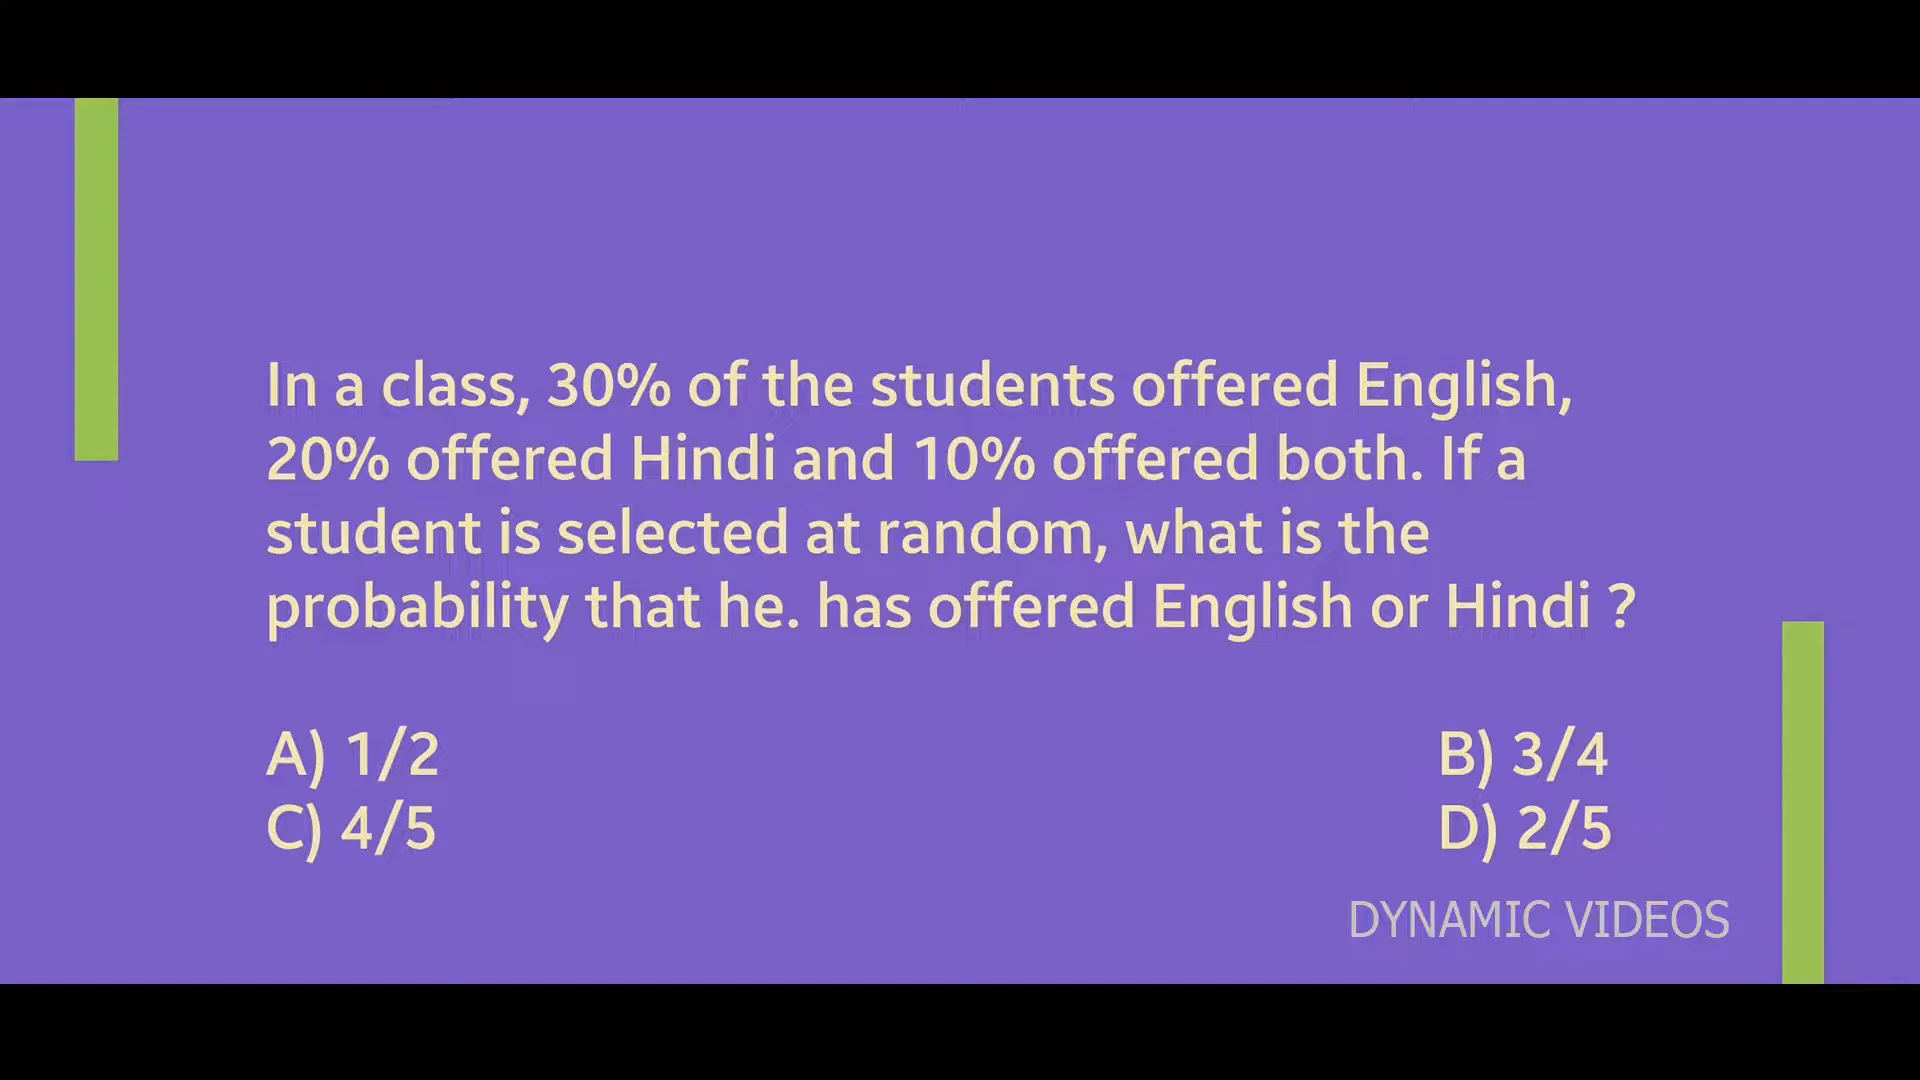 In a class, 30% of the students offered English,
20% offered Hindi and 10% offered both. If a
student is selected at random, what is the
probability that he. has offered English or Hindi ?
A) 1/2 B) 3/4
C) 4/5 D) 2/5
DYNAMIC VIDEOS